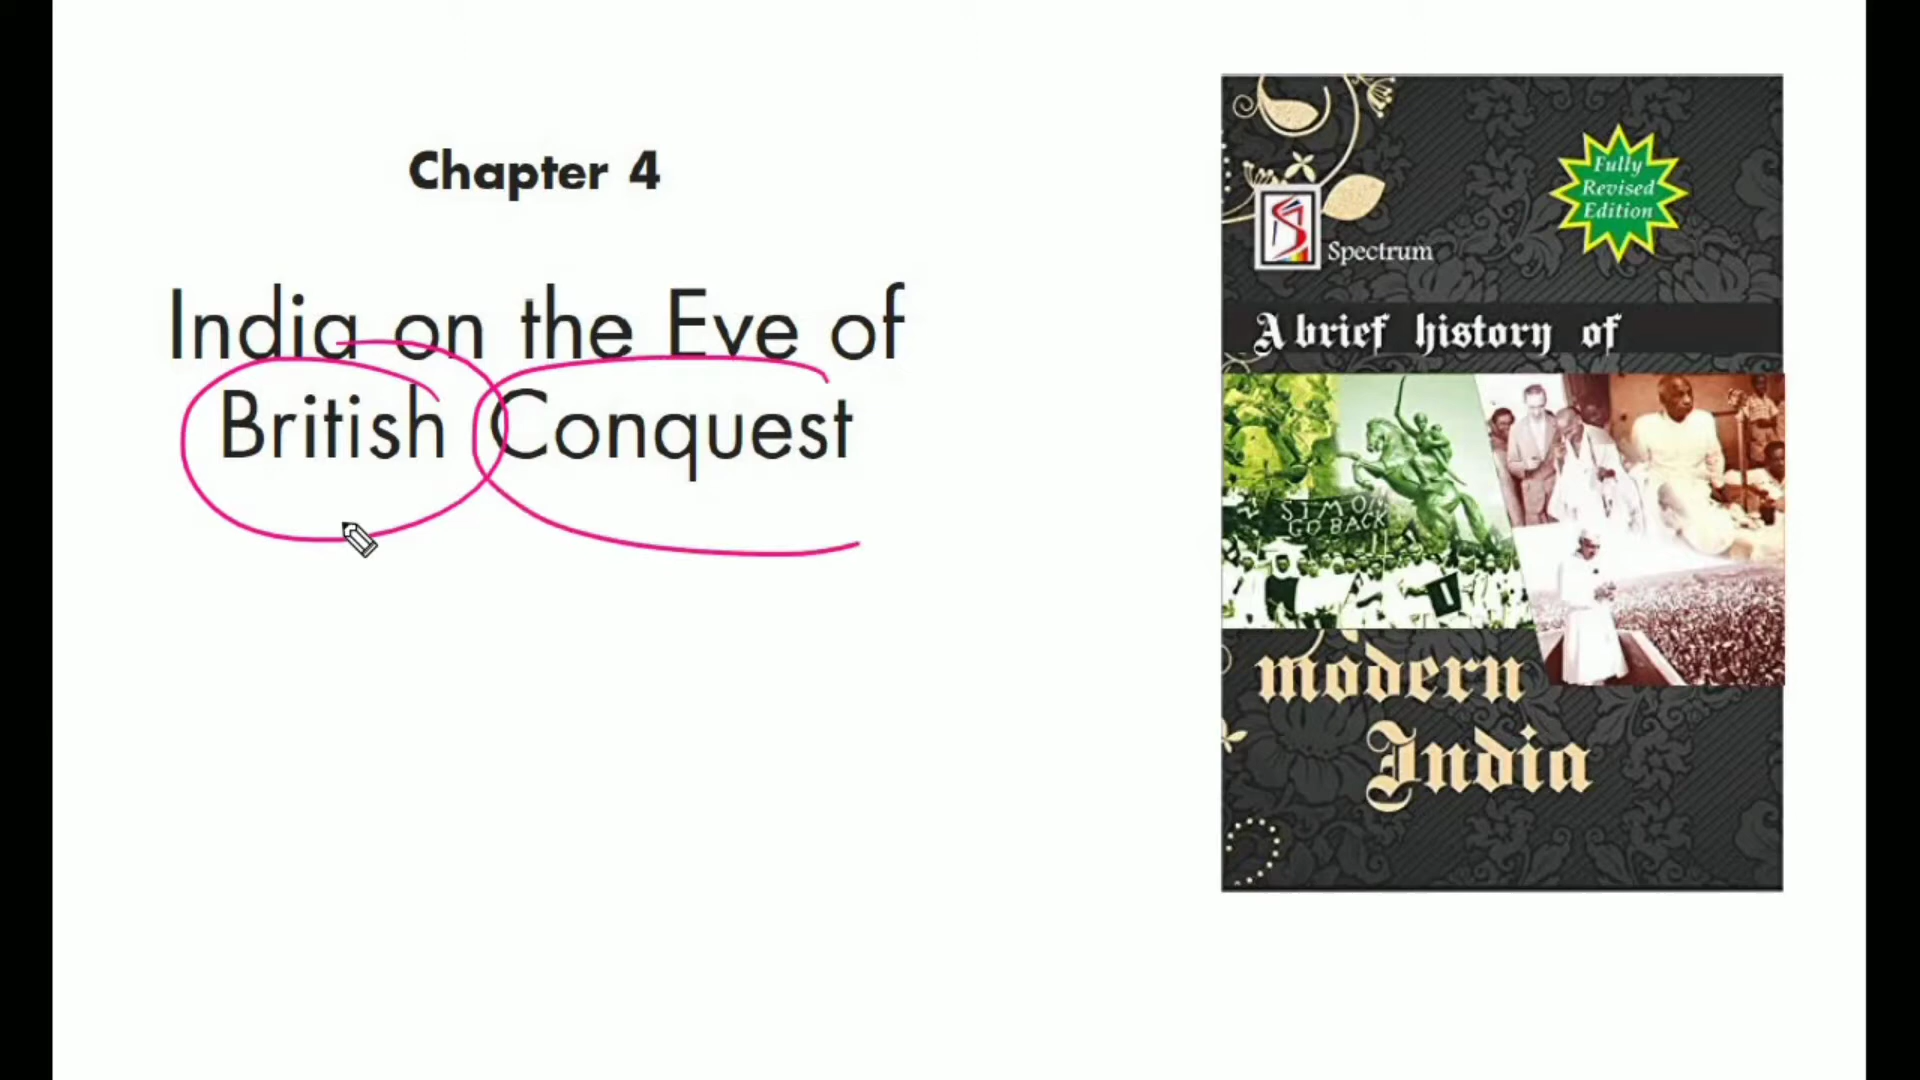 Chapter 4
India on the Eve of
British Conquest
Fully
Revised
Edition
Spectrum
A brief history of
SIMON
GO BACK
modern
India